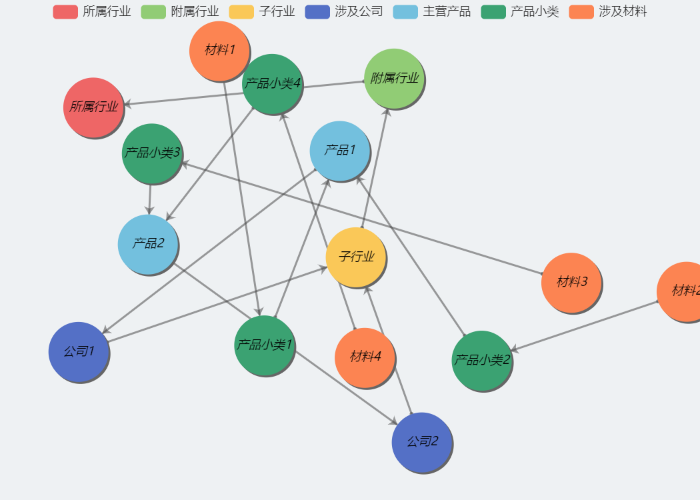 所属行业 附属行业 子行业 涉及公司 主营产品 产品小类 涉及材料
材料1
产品小类4
附属行业
所属行业
产品小类3
产品1
产品2
子行业
材料3
材料2
公司1
产品小类1
材料4
产品小类2
公司2